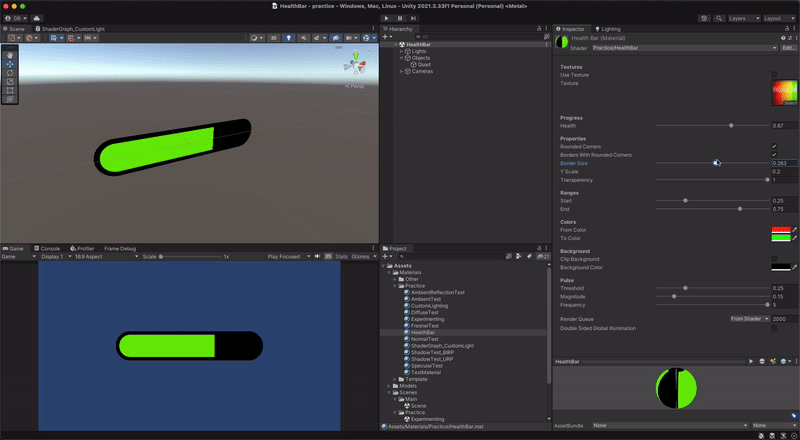 HealthBar - practice - Windows, Mac, Linux - Unity 2021.3.33f1 Personal (Personal) <Metal>
DB
Layers
Layout
Scene
ShaderGraph_CustomLight
2D
< Persp
Hierarchy
All
HealthBar
Lights
Objects
Quad
Cameras
Game
Console
Profiler
Frame Debug
Game
Display 1
16:9 Aspect
Scale
1x
Play Focused
Stats
Gizmos
Project
21
Assets
Materials
Other
Practice
AmbientReflectionTest
AmbientTest
CustomLighting
DiffuseTest
Experimenting
FresnelTest
HealthBar
NormalTest
ShaderGraph_CustomLight
ShadowTest_BIRP
ShadowTest_URP
SpecularTest
TestMaterial
Template
Models
Scenes
Main
Scene
Practice
Experimenting
Assets/Materials/Practice/HealthBar.mat
Inspector
Lighting
Health Bar (Material)
Shader
Practice/HealthBar
Edit...
Textures
Use Texture
Texture
Select
Progress
Health
0.67
Properties
Rounded Corners
Borders With Rounded Corners
Border Size
0.263
Y Scale
0.2
Transparency
1
Ranges
Start
0.25
End
0.75
Colors
From Color
To Color
Background
Clip Background
Background Color
Pulse
Threshold
0.25
Magnitude
0.15
Frequency
5
Render Queue
From Shader
2000
Double Sided Global Illumination
HealthBar
AssetBundle
None
None